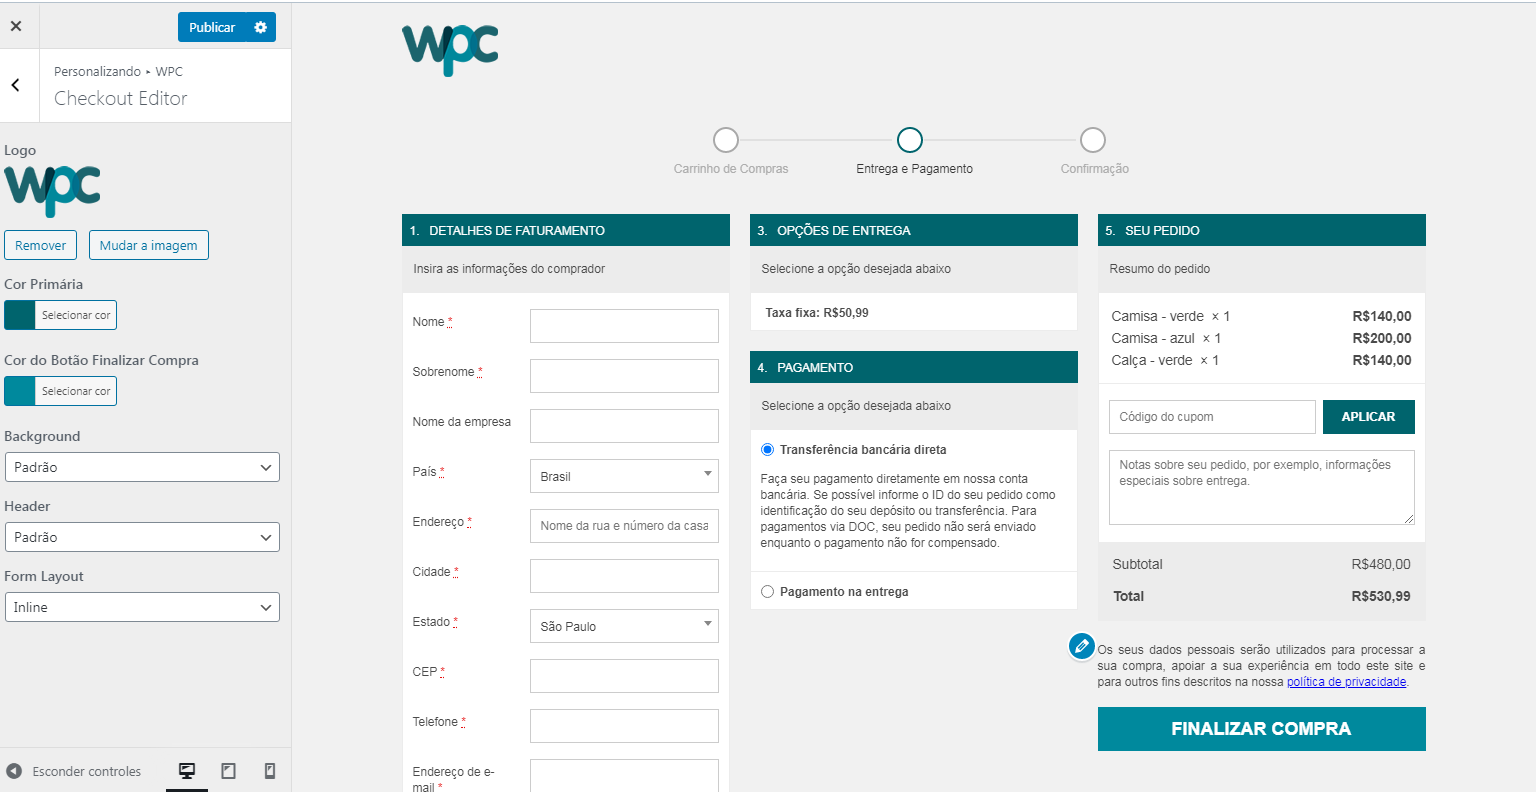 Publicar
Personalizando ▸ WPC
Checkout Editor
Logo
wpc
Remover
Mudar a imagem
Cor Primária
Selecionar cor
Cor do Botão Finalizar Compra
Selecionar cor
Background
Padrão
Header
Padrão
Form Layout
Inline
Esconder controles
wpc
Carrinho de Compras
Entrega e Pagamento
Confirmação
1. DETALHES DE FATURAMENTO
Insira as informações do comprador
Nome *
Sobrenome *
Nome da empresa
País *
Brasil
Endereço *
Nome da rua e número da casa
Cidade *
Estado *
São Paulo
CEP *
Telefone *
Endereço de e-
mail *
3. OPÇÕES DE ENTREGA
Selecione a opção desejada abaixo
Taxa fixa: R$50,99
4. PAGAMENTO
Selecione a opção desejada abaixo
Transferência bancária direta
Faça seu pagamento diretamente em nossa conta
bancária. Se possível informe o ID do seu pedido como
identificação do seu depósito ou transferência. Para
pagamentos via DOC, seu pedido não será enviado
enquanto o pagamento não for compensado.
Pagamento na entrega
5. SEU PEDIDO
Resumo do pedido
Camisa - verde × 1 R$140,00
Camisa - azul × 1 R$200,00
Calça - verde × 1 R$140,00
Código do cupom
APLICAR
Notas sobre seu pedido, por exemplo, informações
especiais sobre entrega.
Subtotal R$480,00
Total R$530,99
Os seus dados pessoais serão utilizados para processar a
sua compra, apoiar a sua experiência em todo este site e
para outros fins descritos na nossa política de privacidade.
FINALIZAR COMPRA